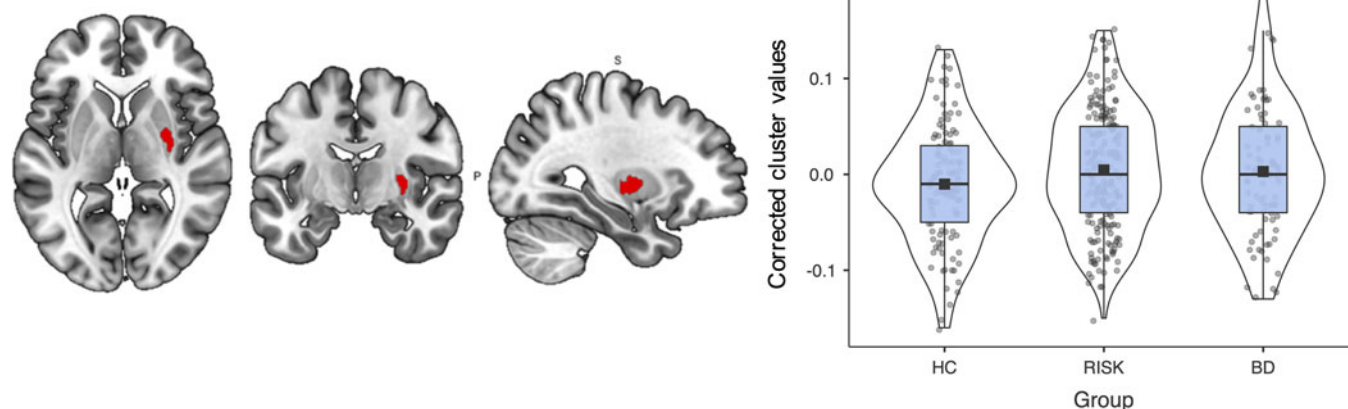 S
P
Corrected cluster values
0.1
0.0
-0.1
HC RISK BD
Group